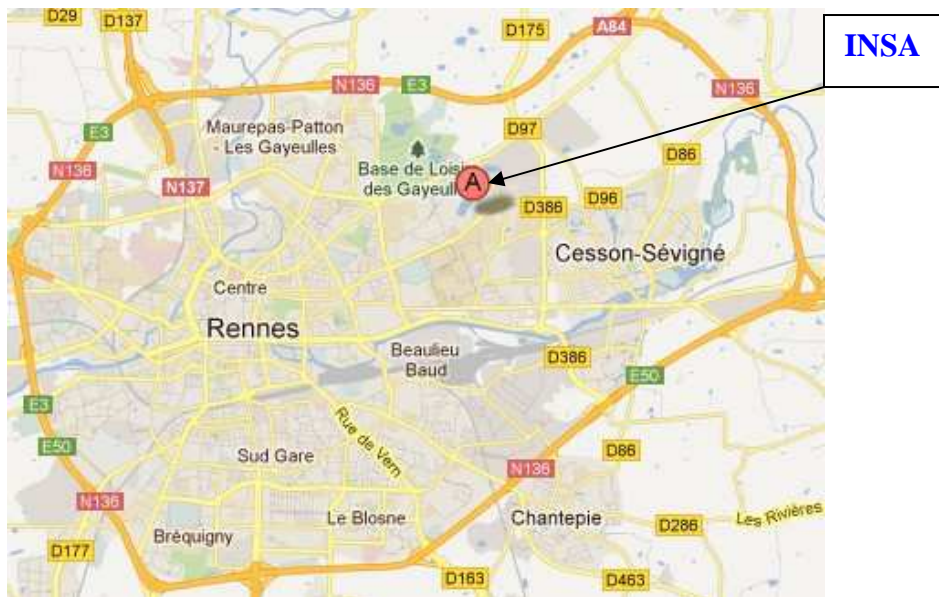 D29
D137
D175
A84
INSA
N136
E3
N136
Maurepas-Patton
- Les Gayeulles
D97
E3
D86
Base de Loisi
des Gayeull
A
N136
N137
D386
D96
Cesson-Sévigné
Centre
Rennes
Beaulieu
Baud
D386
E50
E3
Rue de Vern
E50
Sud Gare
D86
N136
N136
Le Blosne
Chantepie
D286
Les Rivières
Bréquigny
D177
D163
D463